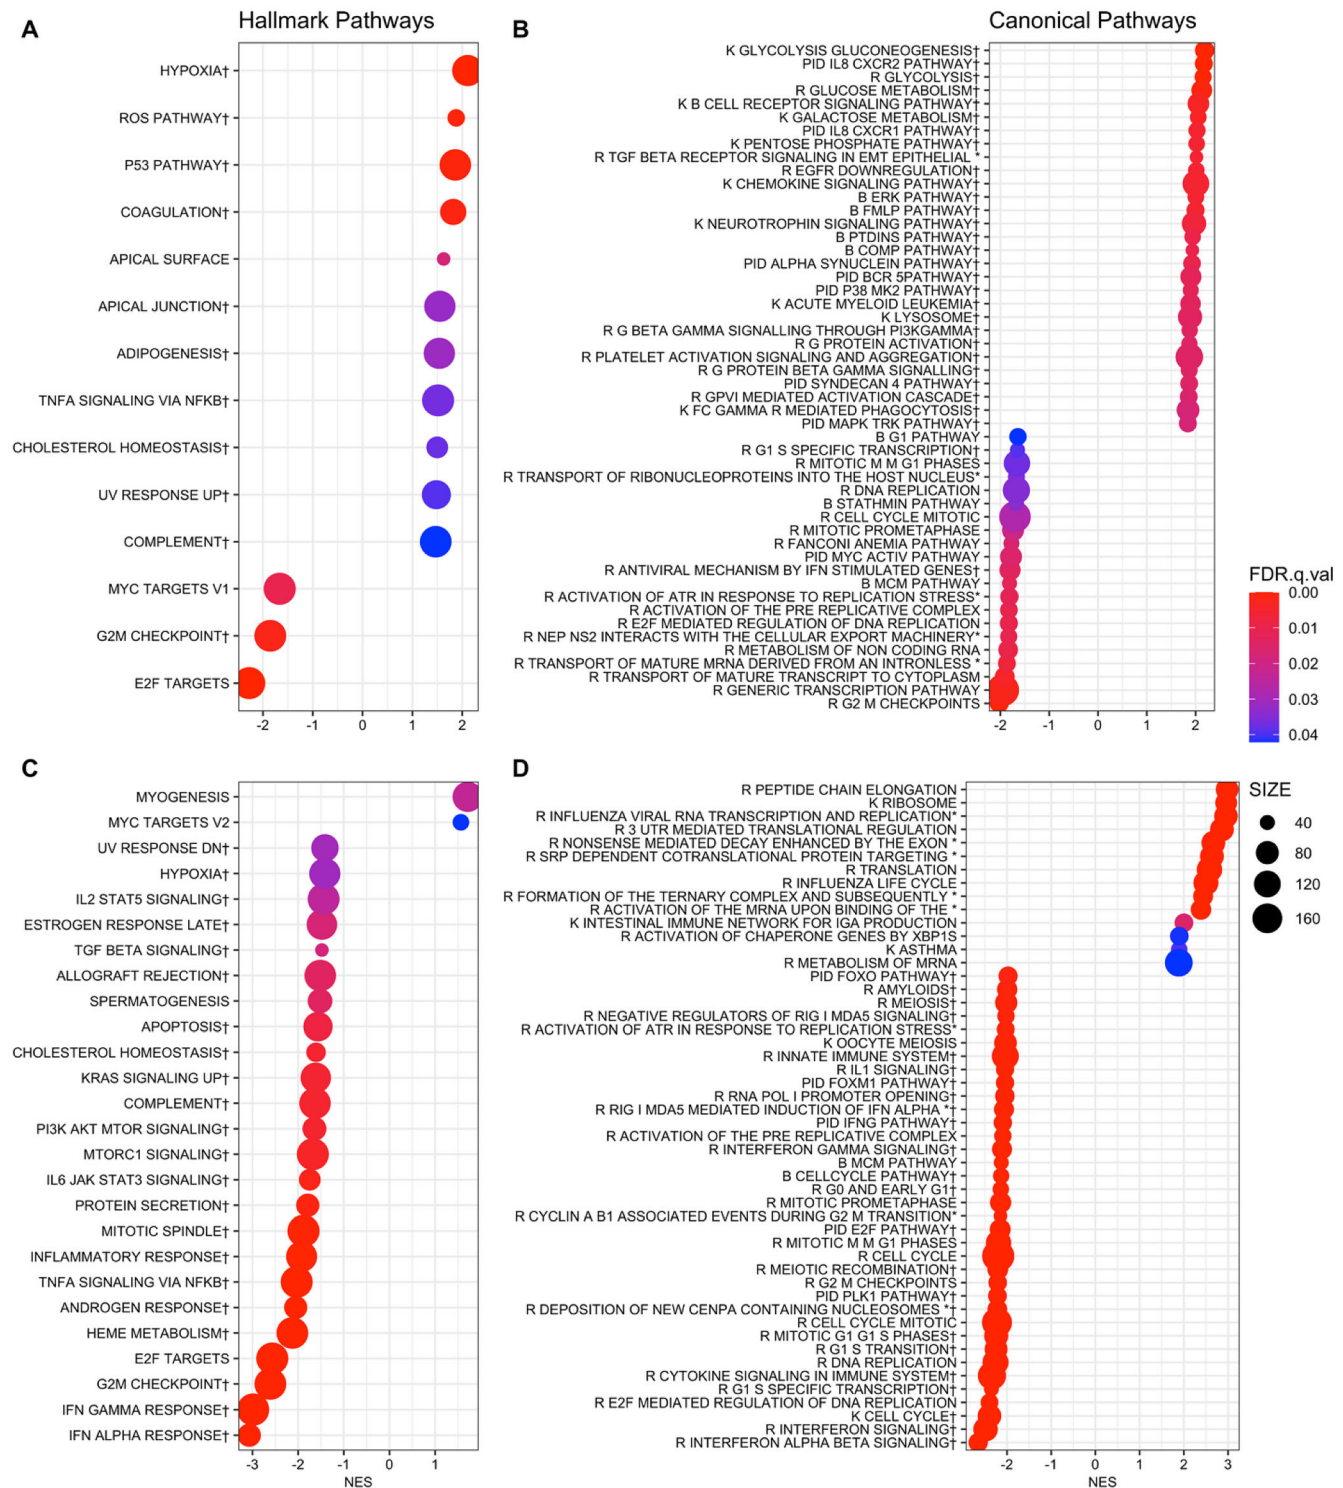 A
Hallmark Pathways
HYPOXIA†
ROS PATHWAY†
P53 PATHWAY†
COAGULATION†
APICAL SURFACE
APICAL JUNCTION†
ADIPOGENESIS†
TNFA SIGNALING VIA NFKB†
CHOLESTEROL HOMEOSTASIS†
UV RESPONSE UP†
COMPLEMENT†
MYC TARGETS V1
G2M CHECKPOINT†
E2F TARGETS
-2 -1 0 1 2
B
Canonical Pathways
K GLYCOLYSIS GLUCONEOGENESIS†
PID IL8 CXCR2 PATHWAY†
R GLYCOLYSIS†
R GLUCOSE METABOLISM†
K B CELL RECEPTOR SIGNALING PATHWAY†
K GALACTOSE METABOLISM†
PID IL8 CXCR1 PATHWAY†
K PENTOSE PHOSPHATE PATHWAY†
R TGF BETA RECEPTOR SIGNALING IN EMT EPITHELIAL *
R EGFR DOWNREGULATION†
K CHEMOKINE SIGNALING PATHWAY†
B ERK PATHWAY†
B FMLP PATHWAY†
K NEUROTROPHIN SIGNALING PATHWAY†
B PTDINS PATHWAY†
B COMP PATHWAY†
PID ALPHA SYNUCLEIN PATHWAY†
PID BCR 5PATHWAY†
PID P38 MK2 PATHWAY†
K ACUTE MYELOID LEUKEMIA†
K LYSOSOME†
R G BETA GAMMA SIGNALLING THROUGH PI3KGAMMA†
R G PROTEIN ACTIVATION†
R PLATELET ACTIVATION SIGNALING AND AGGREGATION†
R G PROTEIN BETA GAMMA SIGNALLING†
PID SYNDECAN 4 PATHWAY†
R GPVI MEDIATED ACTIVATION CASCADE†
K FC GAMMA R MEDIATED PHAGOCYTOSIS†
PID MAPK TRK PATHWAY†
B G1 PATHWAY
R G1 S SPECIFIC TRANSCRIPTION†
R MITOTIC M M G1 PHASES
R TRANSPORT OF RIBONUCLEOPROTEINS INTO THE HOST NUCLEUS*
R DNA REPLICATION
B STATHMIN PATHWAY
R CELL CYCLE MITOTIC
R MITOTIC PROMETAPHASE
R FANCONI ANEMIA PATHWAY
PID MYC ACTIV PATHWAY
R ANTIVIRAL MECHANISM BY IFN STIMULATED GENES†
B MCM PATHWAY
R ACTIVATION OF ATR IN RESPONSE TO REPLICATION STRESS*
R ACTIVATION OF THE PRE REPLICATIVE COMPLEX
R E2F MEDIATED REGULATION OF DNA REPLICATION
R NEP NS2 INTERACTS WITH THE CELLULAR EXPORT MACHINERY*
R METABOLISM OF NON CODING RNA
R TRANSPORT OF MATURE MRNA DERIVED FROM AN INTRONLESS *
R TRANSPORT OF MATURE TRANSCRIPT TO CYTOPLASM
R GENERIC TRANSCRIPTION PATHWAY
R G2 M CHECKPOINTS
-2 -1 0 1 2
FDR.q.val
0.00
0.01
0.02
0.03
0.04
C
MYOGENESIS
MYC TARGETS V2
UV RESPONSE DN†
HYPOXIA†
IL2 STAT5 SIGNALING†
ESTROGEN RESPONSE LATE†
TGF BETA SIGNALING†
ALLOGRAFT REJECTION†
SPERMATOGENESIS
APOPTOSIS†
CHOLESTEROL HOMEOSTASIS†
KRAS SIGNALING UP†
COMPLEMENT†
PI3K AKT MTOR SIGNALING†
MTORC1 SIGNALING†
IL6 JAK STAT3 SIGNALING†
PROTEIN SECRETION†
MITOTIC SPINDLE†
INFLAMMATORY RESPONSE†
TNFA SIGNALING VIA NFKB†
ANDROGEN RESPONSE†
HEME METABOLISM†
E2F TARGETS
G2M CHECKPOINT†
IFN GAMMA RESPONSE†
IFN ALPHA RESPONSE†
-3 -2 -1 0 1
NES
D
R PEPTIDE CHAIN ELONGATION
K RIBOSOME
R INFLUENZA VIRAL RNA TRANSCRIPTION AND REPLICATION*
R 3 UTR MEDIATED TRANSLATIONAL REGULATION
R NONSENSE MEDIATED DECAY ENHANCED BY THE EXON *
R SRP DEPENDENT COTRANSLATIONAL PROTEIN TARGETING *
R TRANSLATION
R INFLUENZA LIFE CYCLE
R FORMATION OF THE TERNARY COMPLEX AND SUBSEQUENTLY *
R ACTIVATION OF THE MRNA UPON BINDING OF THE *
K INTESTINAL IMMUNE NETWORK FOR IGA PRODUCTION
R ACTIVATION OF CHAPERONE GENES BY XBP1S
K ASTHMA
R METABOLISM OF MRNA
PID FOXO PATHWAY†
R AMYLOIDS†
R MEIOSIS†
R NEGATIVE REGULATORS OF RIG I MDA5 SIGNALING†
R ACTIVATION OF ATR IN RESPONSE TO REPLICATION STRESS*
K OOCYTE MEIOSIS
R INNATE IMMUNE SYSTEM†
R IL1 SIGNALING†
PID FOXM1 PATHWAY†
R RNA POL I PROMOTER OPENING†
R RIG I MDA5 MEDIATED INDUCTION OF IFN ALPHA *†
PID IFNG PATHWAY†
R ACTIVATION OF THE PRE REPLICATIVE COMPLEX
R INTERFERON GAMMA SIGNALING†
B MCM PATHWAY
B CELLCYCLE PATHWAY†
R G0 AND EARLY G1†
R MITOTIC PROMETAPHASE
R CYCLIN A B1 ASSOCIATED EVENTS DURING G2 M TRANSITION*
PID E2F PATHWAY†
R MITOTIC M M G1 PHASES
R CELL CYCLE
R MEIOTIC RECOMBINATION†
R G2 M CHECKPOINTS
PID PLK1 PATHWAY†
R DEPOSITION OF NEW CENPA CONTAINING NUCLEOSOMES *†
R CELL CYCLE MITOTIC
R MITOTIC G1 G1 S PHASES†
R G1 S TRANSITION†
R DNA REPLICATION
R CYTOKINE SIGNALING IN IMMUNE SYSTEM†
R G1 S SPECIFIC TRANSCRIPTION†
R E2F MEDIATED REGULATION OF DNA REPLICATION
K CELL CYCLE†
R INTERFERON SIGNALING†
R INTERFERON ALPHA BETA SIGNALING†
-2 -1 0 1 2 3
NES
SIZE
40
80
120
160